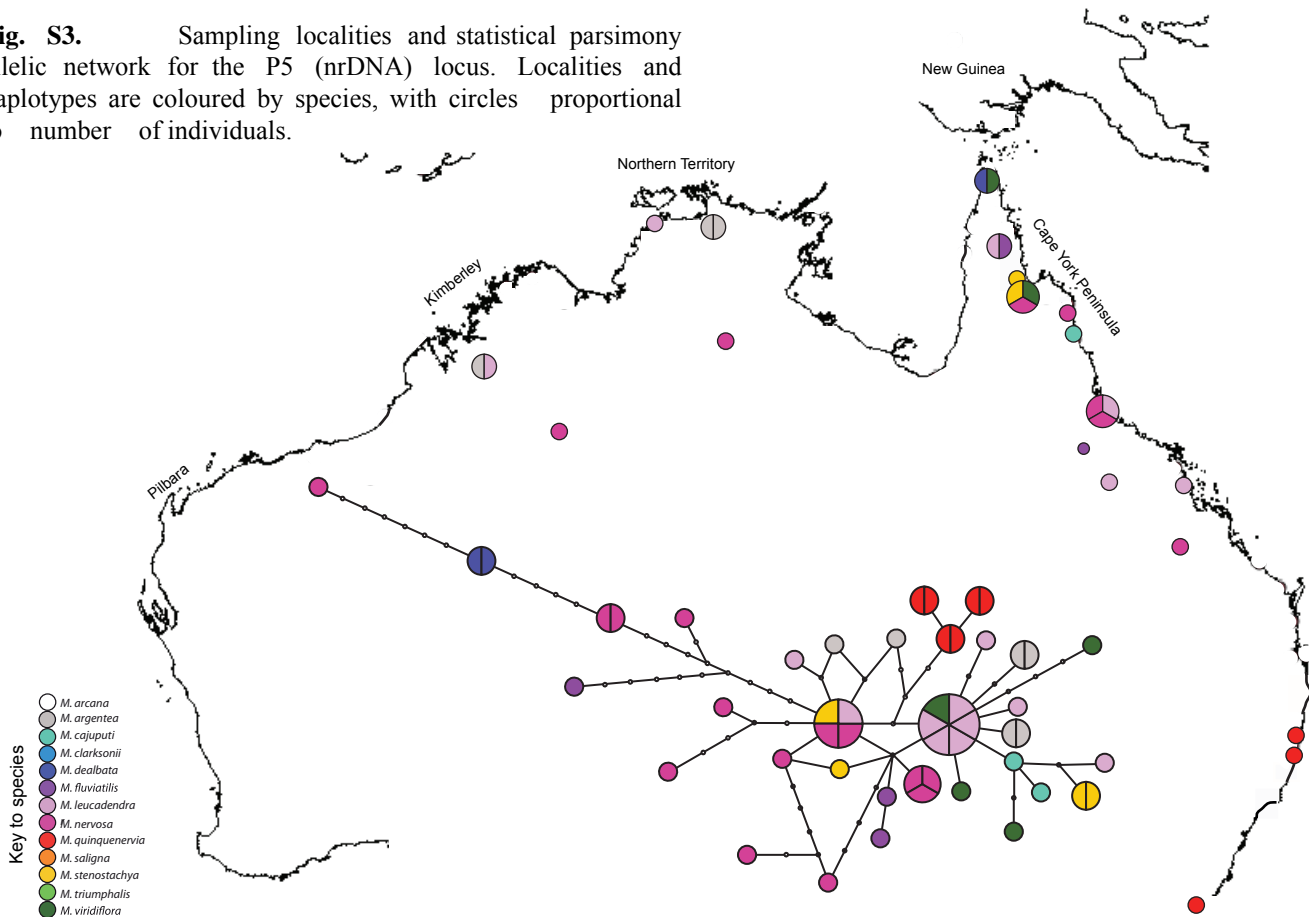 ig. S3. Sampling localities and statistical parsimony
llelic network for the P5 (nrDNA) locus. Localities and
aplotypes are coloured by species, with circles proportional
o number of individuals.
New Guinea
Northern Territory
Cape York Peninsula
Kimberley
Pilbara
Key to species
M. arcana
M. argentea
M. cajuputi
M. clarksonii
M. dealbata
M. fluviatilis
M. leucadendra
M. nervosa
M. quinquenervia
M. saligna
M. stenostachya
M. triumphalis
M. viridiflora